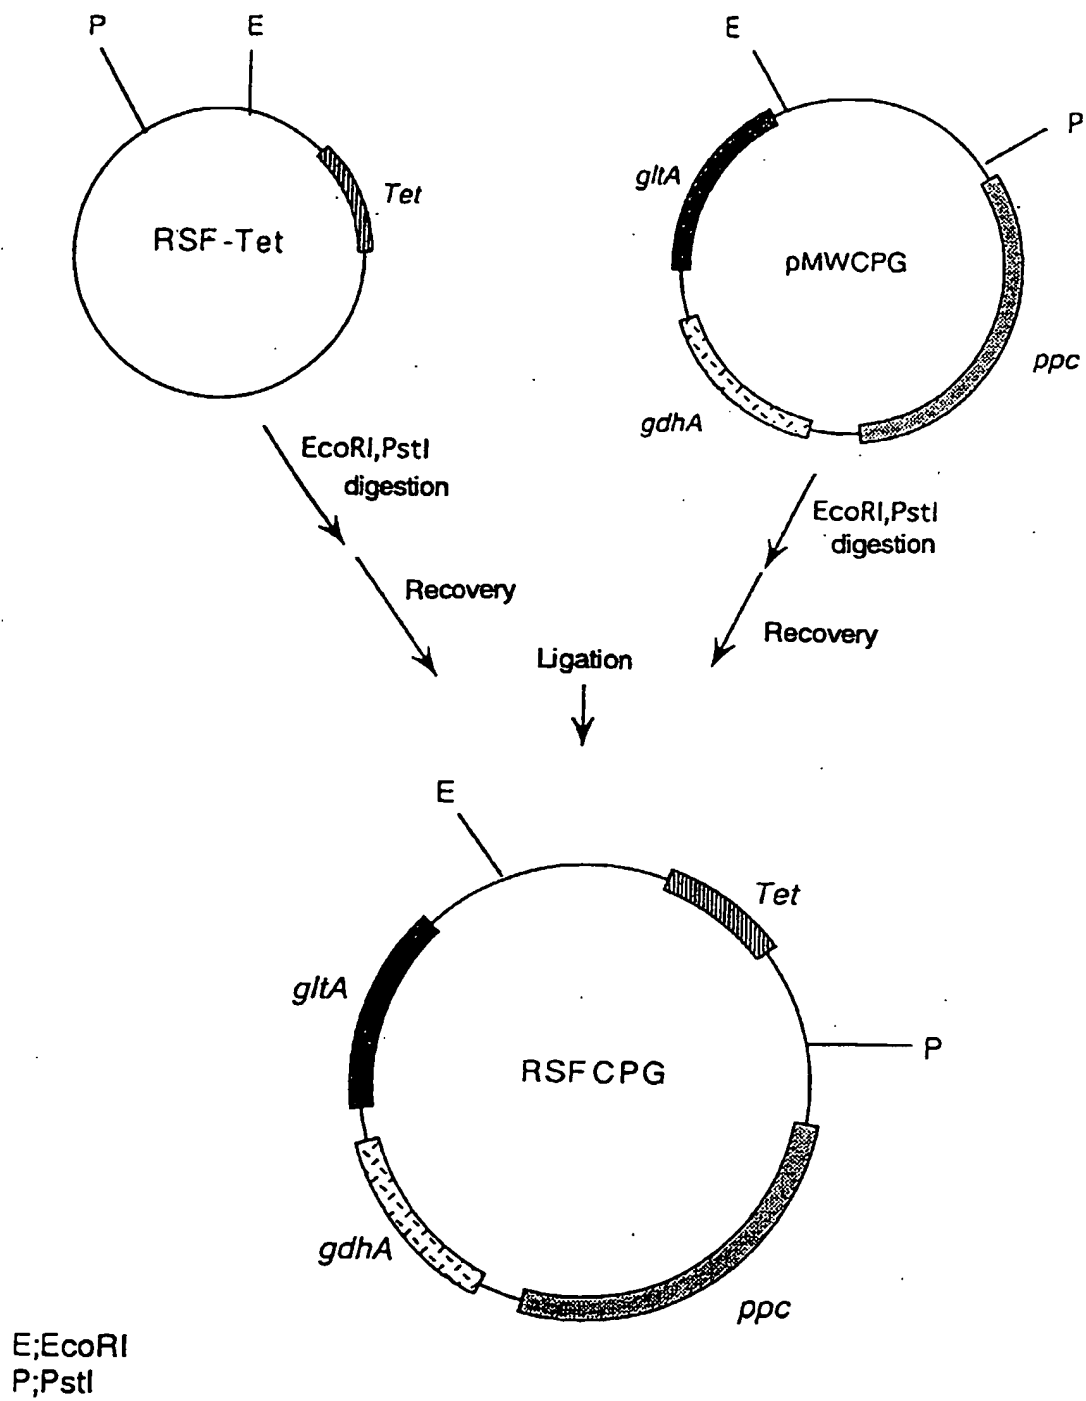 P
E
Tet
RSF-Tet
E
P
gltA
pMWCPG
ppc
gdhA
EcoRI,PstI
digestion
Recovery
EcoRI,PstI
digestion
Recovery
Ligation
E
Tet
gltA
P
RSFCPG
gdhA
ppc
E;EcoRI
P;PstI